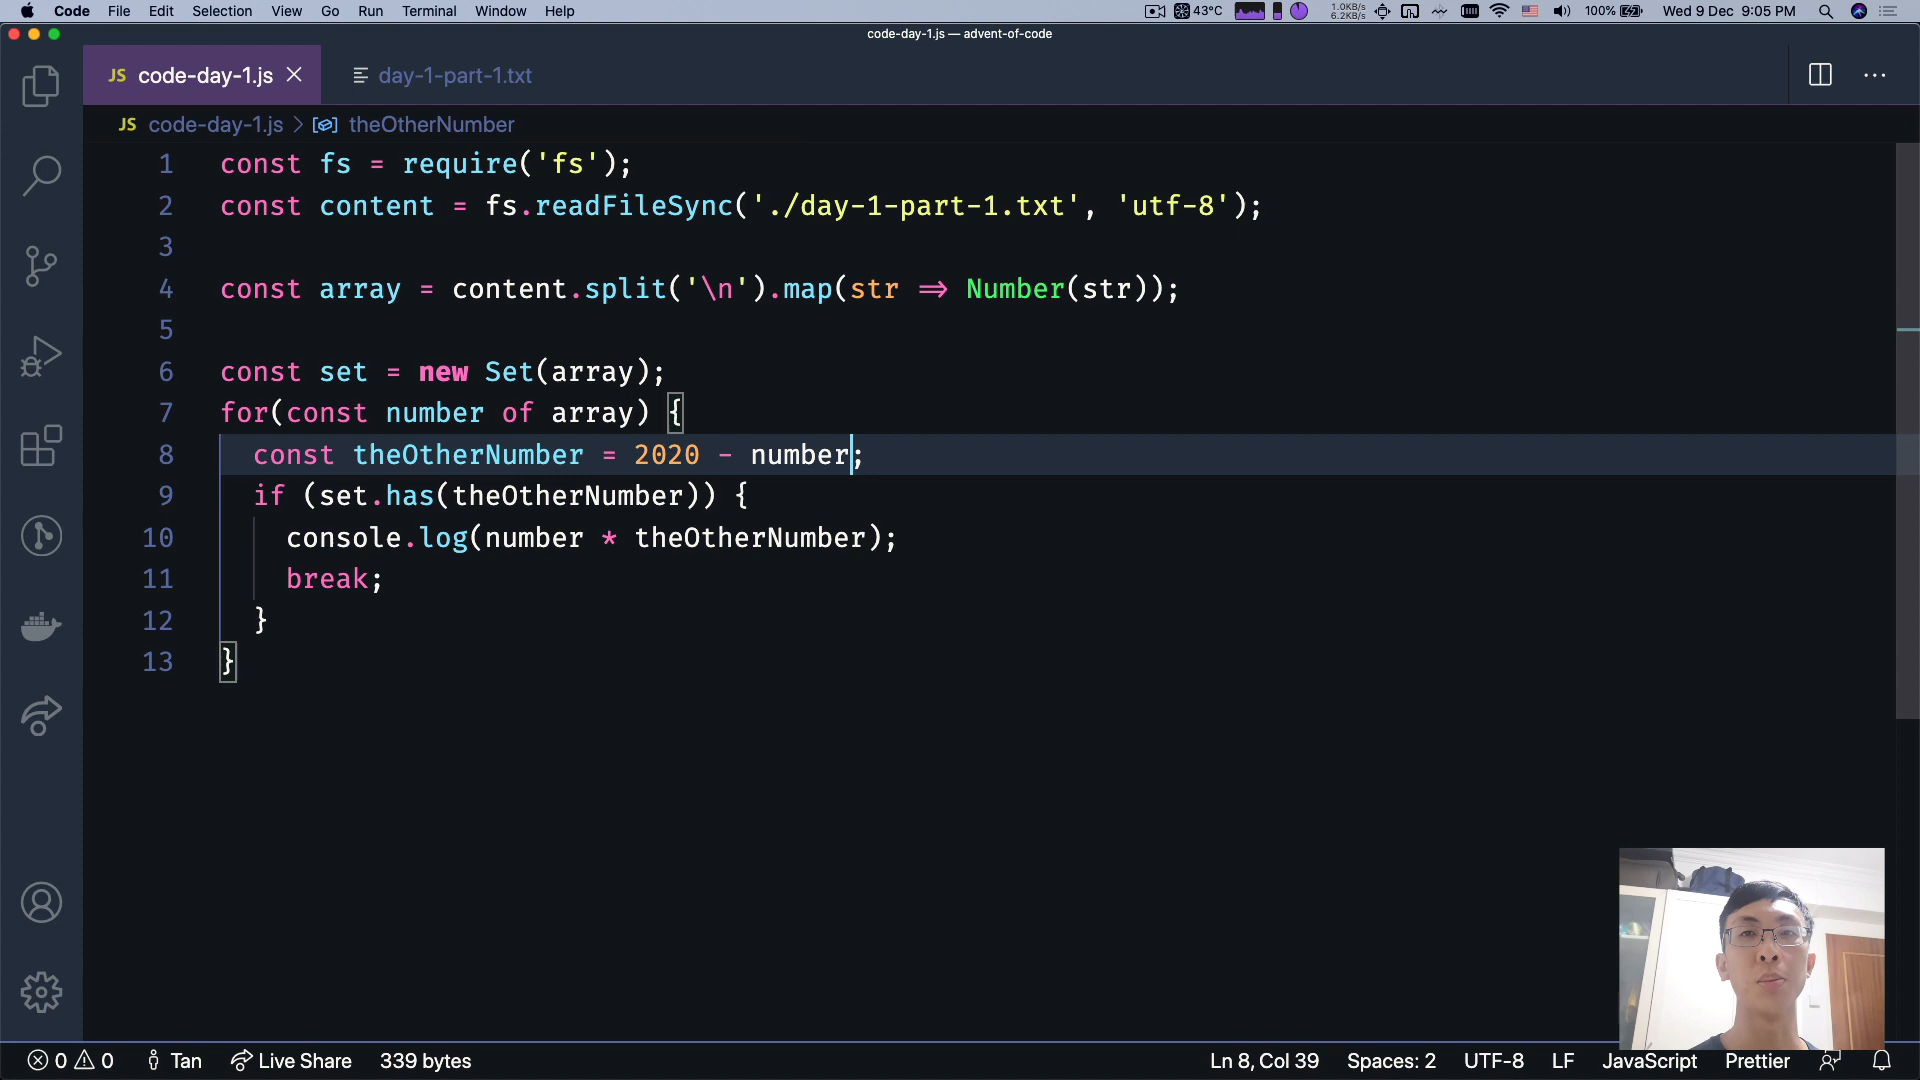 Code File Edit Selection View Go Run Terminal Window Help 43°C 1.0KB/s 6.2KB/s 100% Wed 9 Dec 9:05 PM
code-day-1.js — advent-of-code
JS code-day-1.js day-1-part-1.txt
JS code-day-1.js > theOtherNumber
1 const fs = require('fs');
2 const content = fs.readFileSync('./day-1-part-1.txt', 'utf-8');
3
4 const array = content.split('\n').map(str => Number(str));
5
6 const set = new Set(array);
7 for(const number of array) {
8 const theOtherNumber = 2020 - number;
9 if (set.has(theOtherNumber)) {
10 console.log(number * theOtherNumber);
11 break;
12 }
13 }
0 0 Tan Live Share 339 bytes Ln 8, Col 39 Spaces: 2 UTF-8 LF JavaScript Prettier